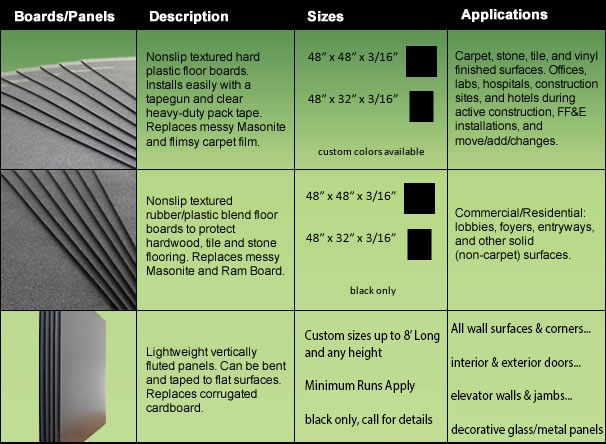 Boards/Panels Description Sizes Applications
Nonslip textured hard
plastic floor boards.
Installs easily with a
tapegun and clear
heavy-duty pack tape.
Replaces messy Masonite
and flimsy carpet film.
48” x 48” x 3/16”
48” x 32” x 3/16”
custom colors available
Carpet, stone, tile, and vinyl
finished surfaces. Offices,
labs, hospitals, construction
sites, and hotels during
active construction, FF&E
installations, and
move/add/changes.
Nonslip textured
rubber/plastic blend floor
boards to protect
hardwood, tile and stone
flooring. Replaces messy
Masonite and Ram Board.
48” x 48” x 3/16”
48” x 32” x 3/16”
black only
Commercial/Residential:
lobbies, foyers, entryways,
and other solid
(non-carpet) surfaces.
Lightweight vertically
fluted panels. Can be bent
and taped to flat surfaces.
Replaces corrugated
cardboard.
Custom sizes up to 8’ Long
and any height
Minimum Runs Apply
black only, call for details
All wall surfaces & corners...
interior & exterior doors...
elevator walls & jambs...
decorative glass/metal panels